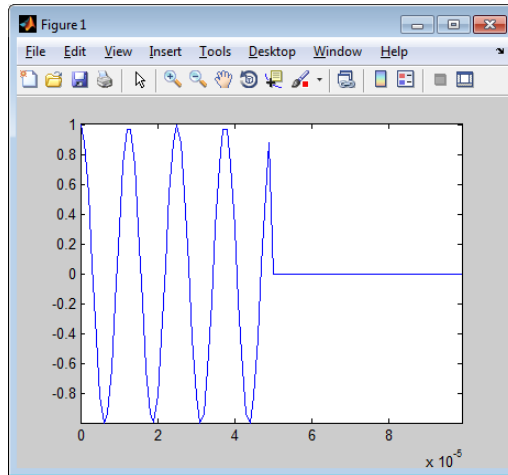 Figure 1
File Edit View Insert Tools Desktop Window Help
1
0.8
0.6
0.4
0.2
0
-0.2
-0.4
-0.6
-0.8
0 2 4 6 8
x 10⁻⁵